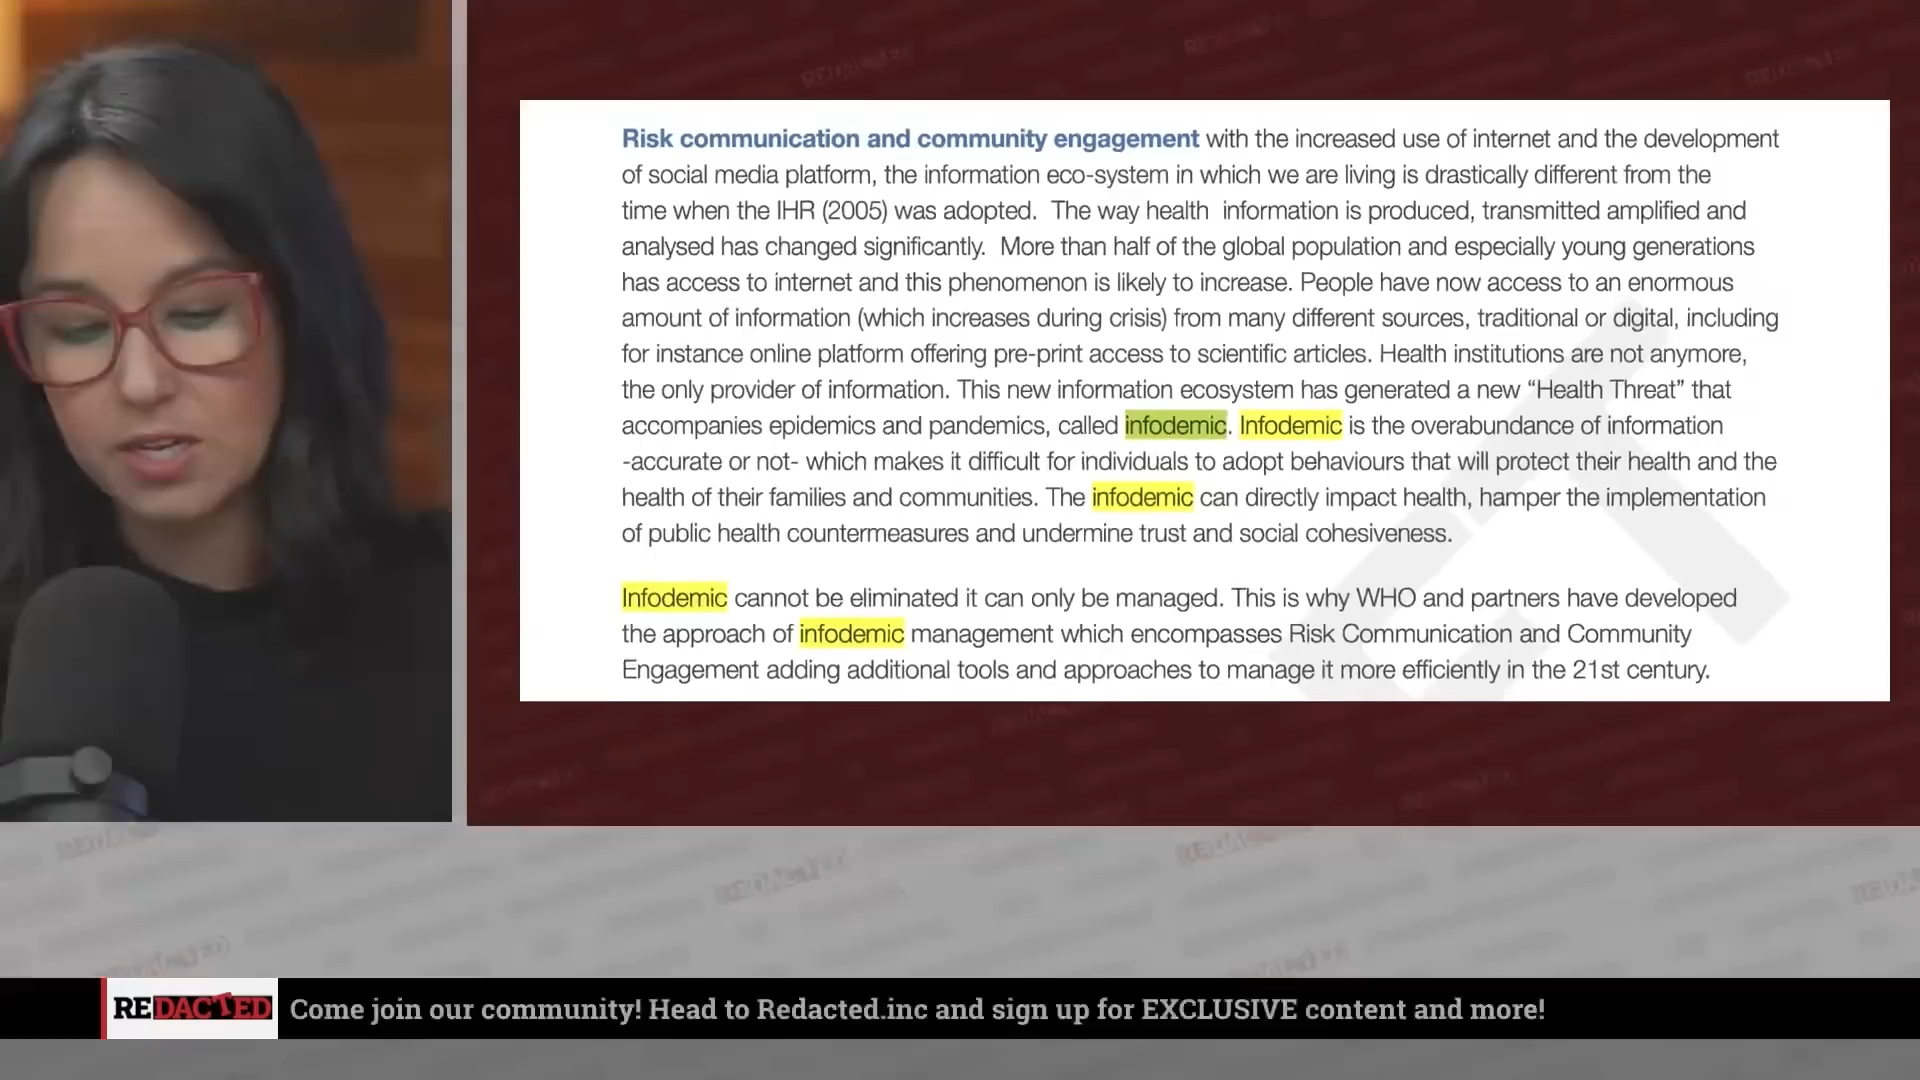 Risk communication and community engagement with the increased use of internet and the development
of social media platform, the information eco-system in which we are living is drastically different from the
time when the IHR (2005) was adopted.  The way health  information is produced, transmitted amplified and
analysed has changed significantly.  More than half of the global population and especially young generations
has access to internet and this phenomenon is likely to increase. People have now access to an enormous
amount of information (which increases during crisis) from many different sources, traditional or digital, including
for instance online platform offering pre-print access to scientific articles. Health institutions are not anymore,
the only provider of information. This new information ecosystem has generated a new “Health Threat” that
accompanies epidemics and pandemics, called infodemic. Infodemic is the overabundance of information
-accurate or not- which makes it difficult for individuals to adopt behaviours that will protect their health and the
health of their families and communities. The infodemic can directly impact health, hamper the implementation
of public health countermeasures and undermine trust and social cohesiveness.
Infodemic cannot be eliminated it can only be managed. This is why WHO and partners have developed
the approach of infodemic management which encompasses Risk Communication and Community
Engagement adding additional tools and approaches to manage it more efficiently in the 21st century.
REDACTED Come join our community! Head to Redacted.inc and sign up for EXCLUSIVE content and more!